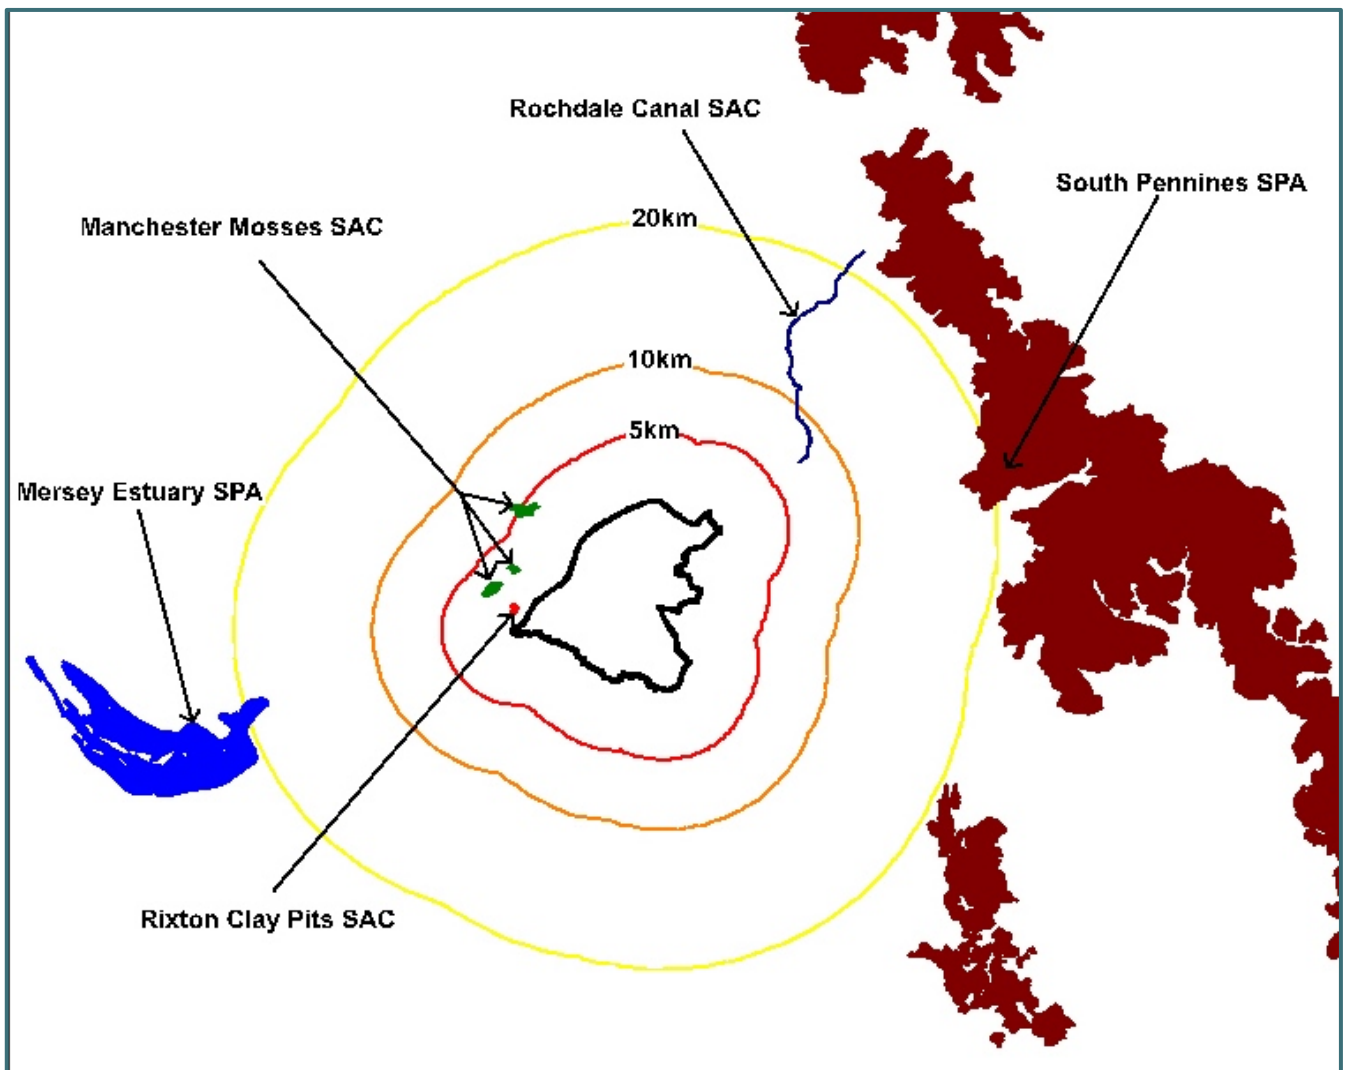 Rochdale Canal SAC
South Pennines SPA
Manchester Mosses SAC
20km
10km
5km
Mersey Estuary SPA
Rixton Clay Pits SAC